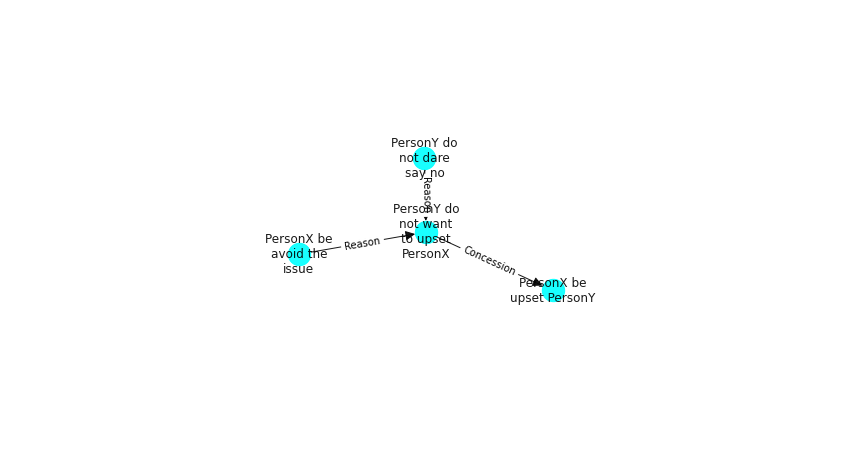 PersonY do
not dare
say no
Reason
PersonY do
not want
to upset
PersonX
PersonX be
avoid the
issue
Reason
Concession
PersonX be
upset PersonY